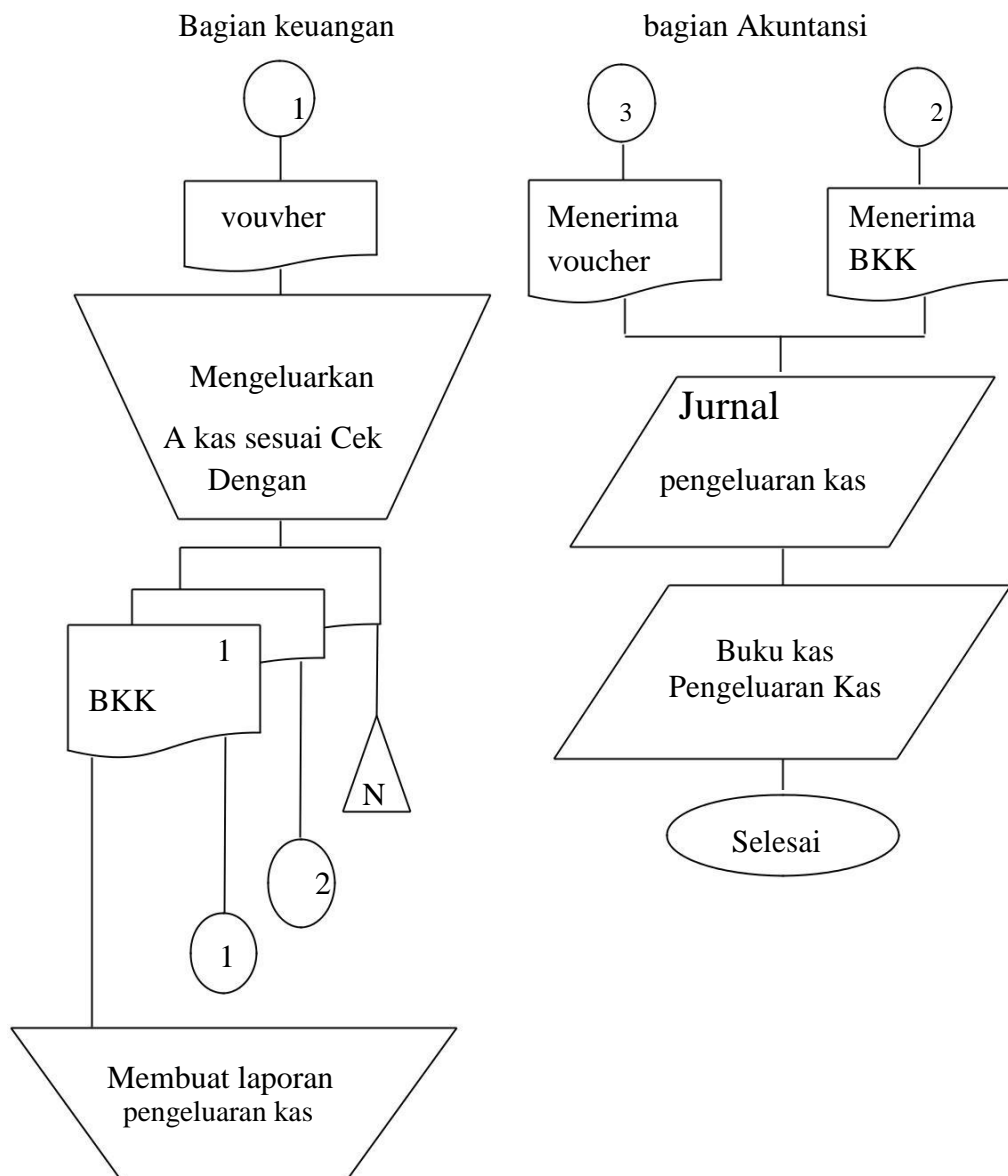 Bagian keuangan
bagian Akuntansi
1
vouvher
Mengeluarkan
A kas sesuai Cek
Dengan
1
BKK
N
2
1
Membuat laporan
pengeluaran kas
3
2
Menerima
voucher
Menerima
BKK
Jurnal
pengeluaran kas
Buku kas
Pengeluaran Kas
Selesai